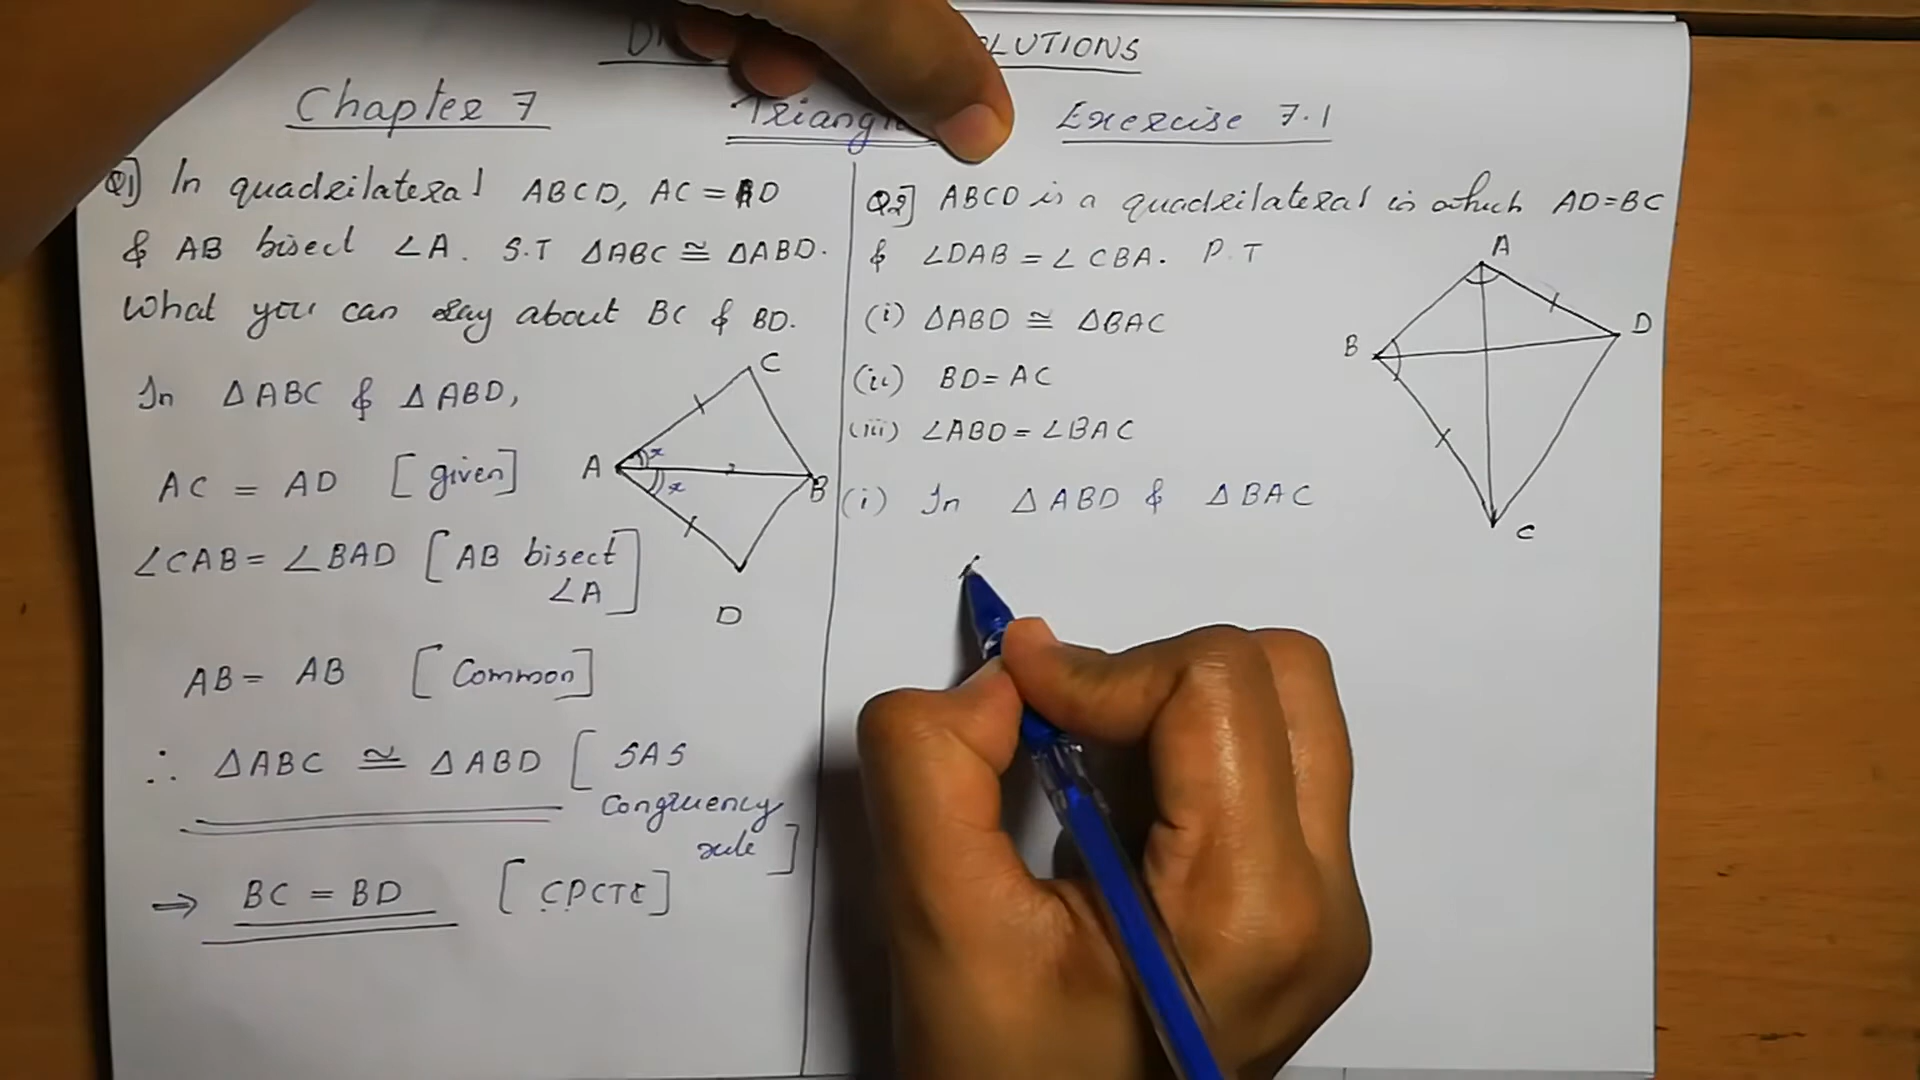 LUTIONS
Chapter 7
Exercise 7.1
Q1] In quadrilateral ABCD, AC = AD
& AB bisect ∠A. S.T ΔABC ≅ ΔABD.
What you can say about BC & BD.
In ΔABC & ΔABD,
AC = AD [given]
∠CAB = ∠BAD [AB bisect
∠A]
AB = AB [Common]
∴ ΔABC ≅ ΔABD [SAS
Congruency
rule]
⇒ BC = BD [CPCTC]
C
A
x
x
B
D
Q2] ABCD is a quadrilateral in which AD=BC
& ∠DAB = ∠CBA. P.T
(i) ΔABD ≅ ΔBAC
(ii) BD = AC
(iii) ∠ABD = ∠BAC
(i) In ΔABD & ΔBAC
A
B
D
C